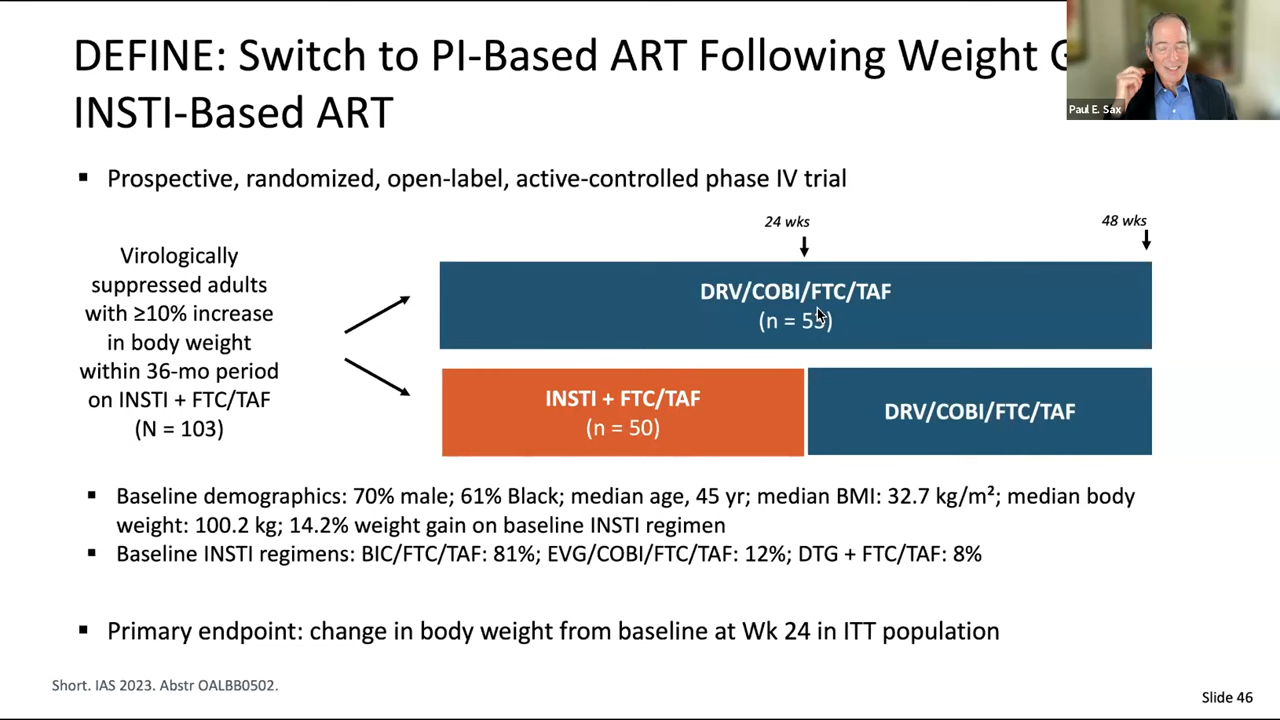 DEFINE: Switch to PI-Based ART Following Weight
INSTI-Based ART
Paul E. Sax
▪ Prospective, randomized, open-label, active-controlled phase IV trial
24 wks
48 wks
Virologically
suppressed adults
with ≥10% increase
in body weight
within 36-mo period
on INSTI + FTC/TAF
(N = 103)
DRV/COBI/FTC/TAF
(n = 53)
INSTI + FTC/TAF
(n = 50)
DRV/COBI/FTC/TAF
▪ Baseline demographics: 70% male; 61% Black; median age, 45 yr; median BMI: 32.7 kg/m²; median body
weight: 100.2 kg; 14.2% weight gain on baseline INSTI regimen
▪ Baseline INSTI regimens: BIC/FTC/TAF: 81%; EVG/COBI/FTC/TAF: 12%; DTG + FTC/TAF: 8%
▪ Primary endpoint: change in body weight from baseline at Wk 24 in ITT population
Short. IAS 2023. Abstr OALBB0502.
Slide 46